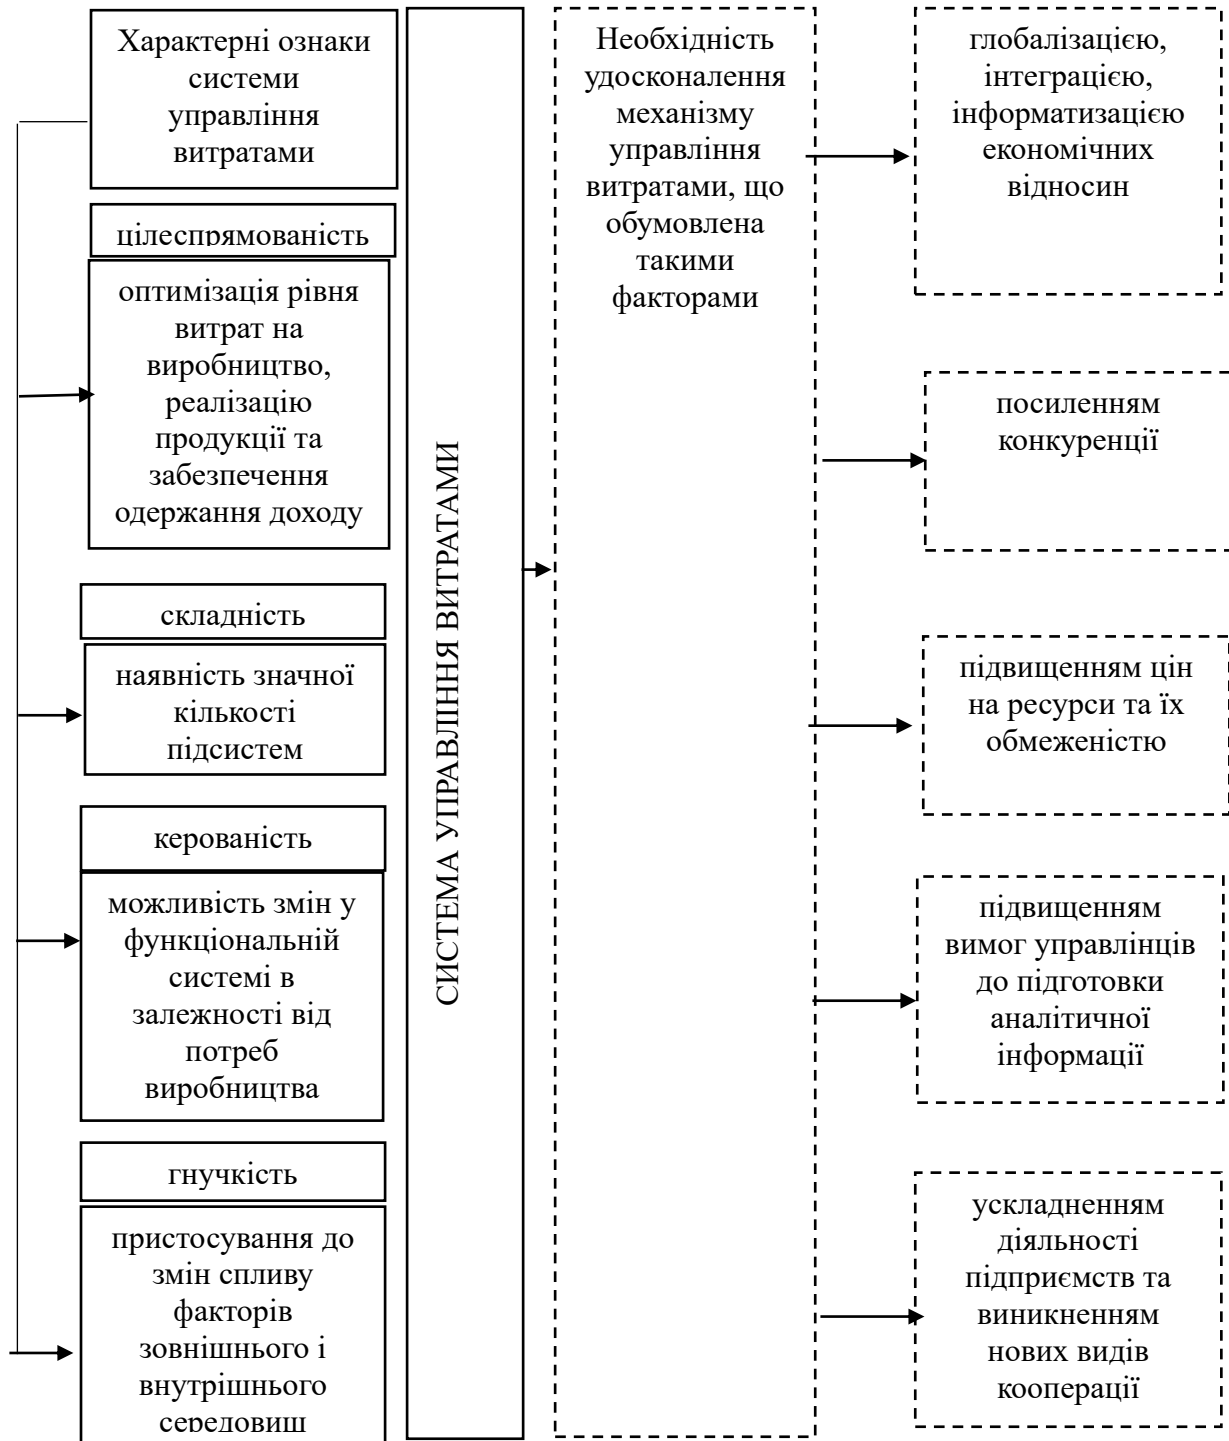 Характерні ознаки
системи
управління
витратами
цілеспрямованість
оптимізація рівня
витрат на
виробництво,
реалізацію
продукції та
забезпечення
одержання доходу
складність
наявність значної
кількості
підсистем
керованість
можливість змін у
функціональній
системі в
залежності від
потреб
виробництва
гнучкість
пристосування до
змін спливу
факторів
зовнішнього і
внутрішнього
середовищ
СИСТЕМА УПРАВЛІННЯ ВИТРАТАМИ
Необхідність
удосконалення
механізму
управління
витратами, що
обумовлена
такими
факторами
глобалізацією,
інтеграцією,
інформатизацією
економічних
відносин
посиленням
конкуренції
підвищенням цін
на ресурси та їх
обмеженістю
підвищенням
вимог управлінців
до підготовки
аналітичної
інформації
ускладненням
діяльності
підприємств та
виникненням
нових видів
кооперації